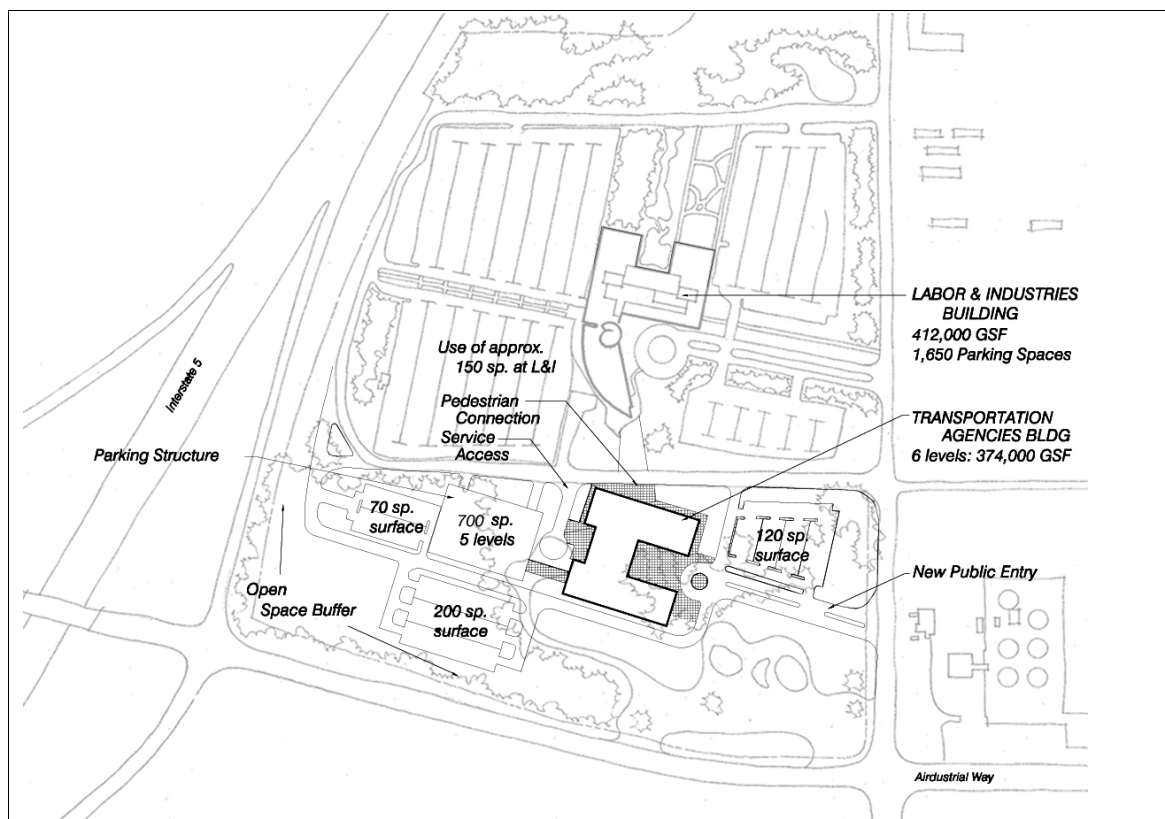 LABOR & INDUSTRIES
BUILDING
412,000 GSF
1,650 Parking Spaces
Use of approx.
150 sp. at L&I
Interstate 5
Pedestrian
Connection
Service
Access
TRANSPORTATION
AGENCIES BLDG
6 levels: 374,000 GSF
Parking Structure
70 sp.
surface
700 sp.
5 levels
120 sp.
surface
New Public Entry
Open
Space Buffer
200 sp.
surface
Airdustrial Way